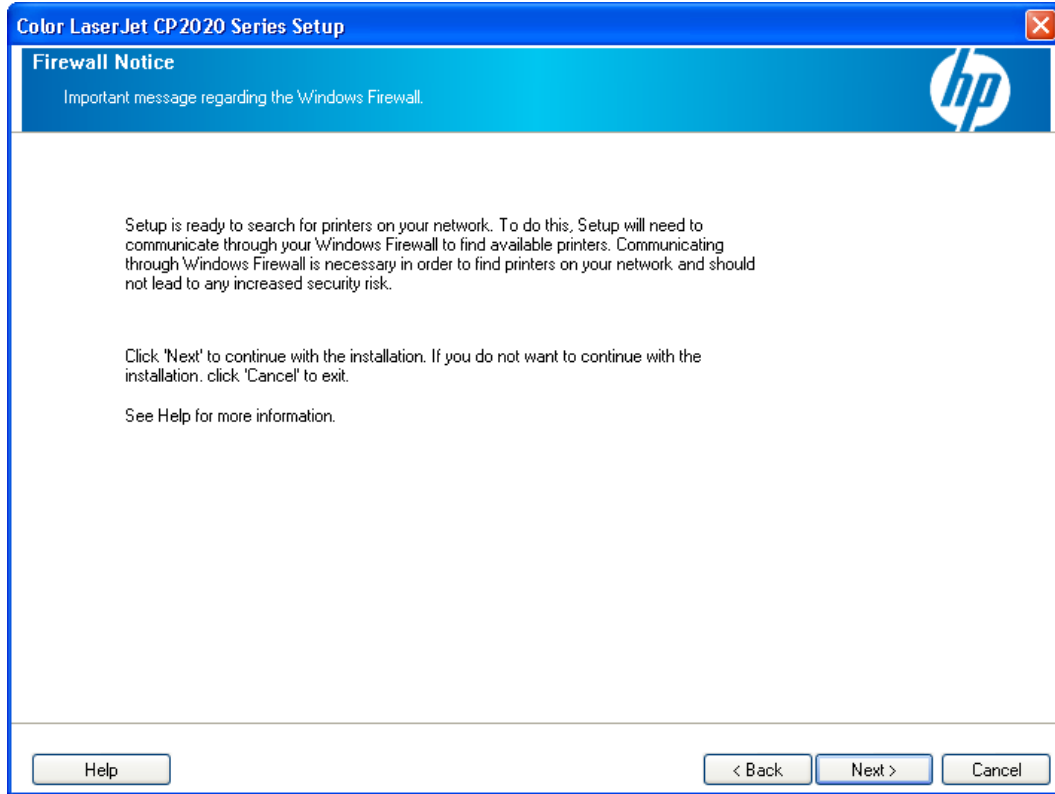 Color LaserJet CP2020 Series Setup
Firewall Notice
Important message regarding the Windows Firewall.
hp
Setup is ready to search for printers on your network. To do this, Setup will need to
communicate through your Windows Firewall to find available printers. Communicating
through Windows Firewall is necessary in order to find printers on your network and should
not lead to any increased security risk.
Click 'Next' to continue with the installation. If you do not want to continue with the
installation. click 'Cancel' to exit.
See Help for more information.
Help
< Back
Next >
Cancel